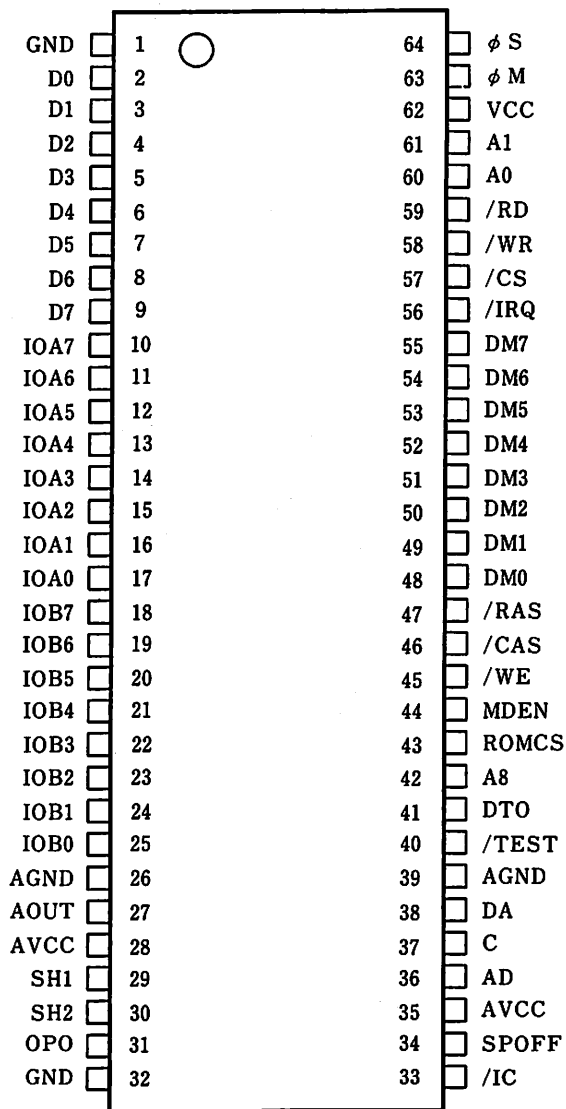 GND 1 64 φS
D0 2 63 φM
D1 3 62 VCC
D2 4 61 A1
D3 5 60 A0
D4 6 59 /RD
D5 7 58 /WR
D6 8 57 /CS
D7 9 56 /IRQ
IOA7 10 55 DM7
IOA6 11 54 DM6
IOA5 12 53 DM5
IOA4 13 52 DM4
IOA3 14 51 DM3
IOA2 15 50 DM2
IOA1 16 49 DM1
IOA0 17 48 DM0
IOB7 18 47 /RAS
IOB6 19 46 /CAS
IOB5 20 45 /WE
IOB4 21 44 MDEN
IOB3 22 43 ROMCS
IOB2 23 42 A8
IOB1 24 41 DTO
IOB0 25 40 /TEST
AGND 26 39 AGND
AOUT 27 38 DA
AVCC 28 37 C
SH1 29 36 AD
SH2 30 35 AVCC
OPO 31 34 SPOFF
GND 32 33 /IC